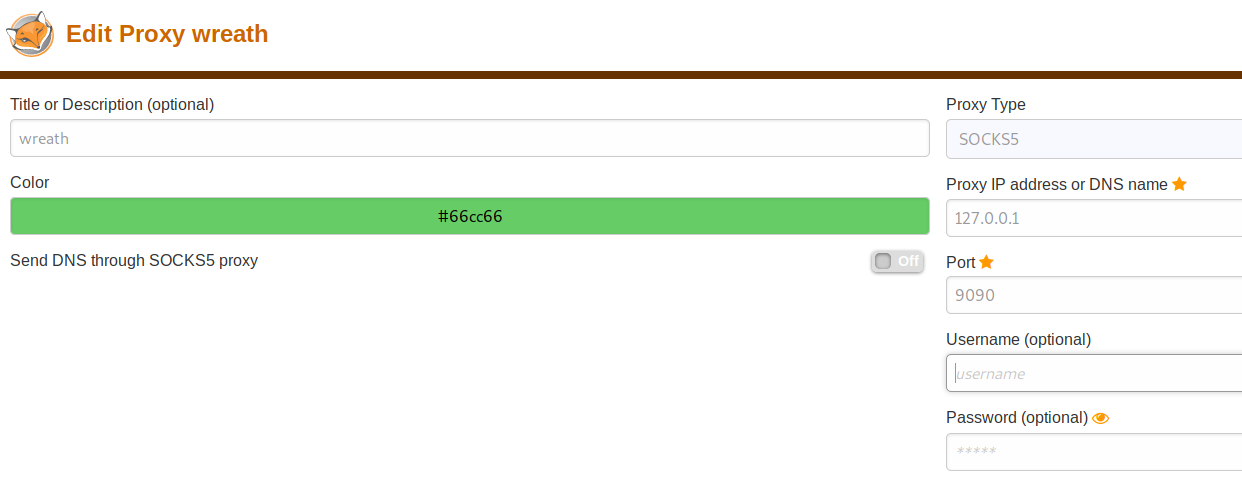 Edit Proxy wreath
Title or Description (optional)
wreath
Color
#66cc66
Send DNS through SOCKS5 proxy
Off
Proxy Type
SOCKS5
Proxy IP address or DNS name
127.0.0.1
Port
9090
Username (optional)
username
Password (optional)
*****